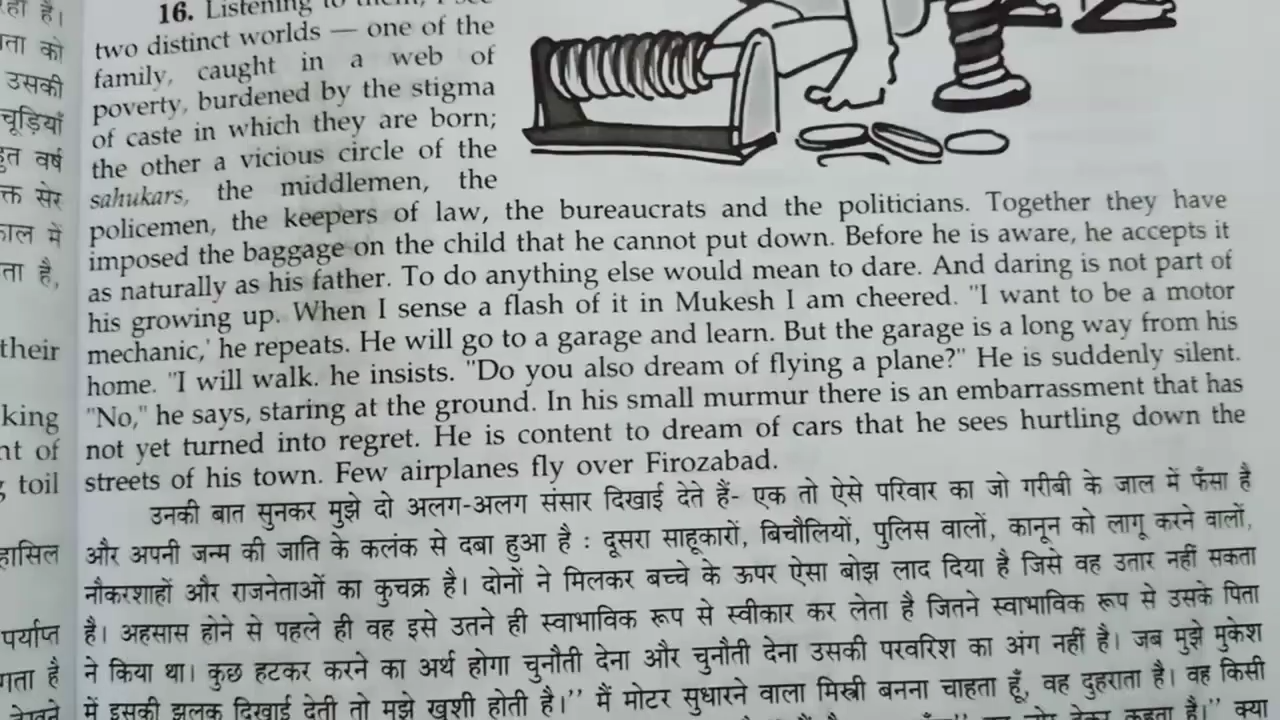 रहा है।
ता को
उसकी
चूड़ियाँ
हुत वर्ष
क्त सेर
काल में
ता है,
their
king
nt of
toil
हासिल
पर्याप्त
गता है
16. Listening to them, I see
two distinct worlds — one of the
family, caught in a web of
poverty, burdened by the stigma
of caste in which they are born;
the other a vicious circle of the
sahukars, the middlemen, the
policemen, the keepers of law, the bureaucrats and the politicians. Together they have
imposed the baggage on the child that he cannot put down. Before he is aware, he accepts it
as naturally as his father. To do anything else would mean to dare. And daring is not part of
his growing up. When I sense a flash of it in Mukesh I am cheered. "I want to be a motor
mechanic,' he repeats. He will go to a garage and learn. But the garage is a long way from his
home. "I will walk. he insists. "Do you also dream of flying a plane?" He is suddenly silent.
"No," he says, staring at the ground. In his small murmur there is an embarrassment that has
not yet turned into regret. He is content to dream of cars that he sees hurtling down the
streets of his town. Few airplanes fly over Firozabad.
उनकी बात सुनकर मुझे दो अलग-अलग संसार दिखाई देते हैं- एक तो ऐसे परिवार का जो गरीबी के जाल में फँसा है
और अपनी जन्म की जाति के कलंक से दबा हुआ है : दूसरा साहूकारों, बिचौलियों, पुलिस वालों, कानून को लागू करने वालों,
नौकरशाहों और राजनेताओं का कुचक्र है। दोनों ने मिलकर बच्चे के ऊपर ऐसा बोझ लाद दिया है जिसे वह उतार नहीं सकता
है। अहसास होने से पहले ही वह इसे उतने ही स्वाभाविक रूप से स्वीकार कर लेता है जितने स्वाभाविक रूप से उसके पिता
ने किया था। कुछ हटकर करने का अर्थ होगा चुनौती देना और चुनौती देना उसकी परवरिश का अंग नहीं है। जब मुझे मुकेश
में इसकी झलक दिखाई देती तो मुझे खुशी होती है।'' मैं मोटर सुधारने वाला मिस्त्री बनना चाहता हूँ, वह दुहराता है। वह किसी
कहता है।'' क्या